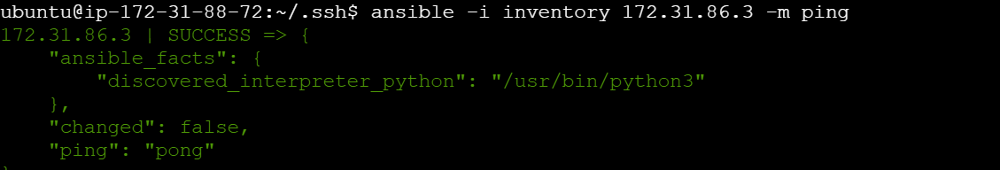 ubuntu@ip-172-31-88-72:~/.ssh$ ansible -i inventory 172.31.86.3 -m ping
172.31.86.3 | SUCCESS => {
    "ansible_facts": {
        "discovered_interpreter_python": "/usr/bin/python3"
    },
    "changed": false,
    "ping": "pong"
}